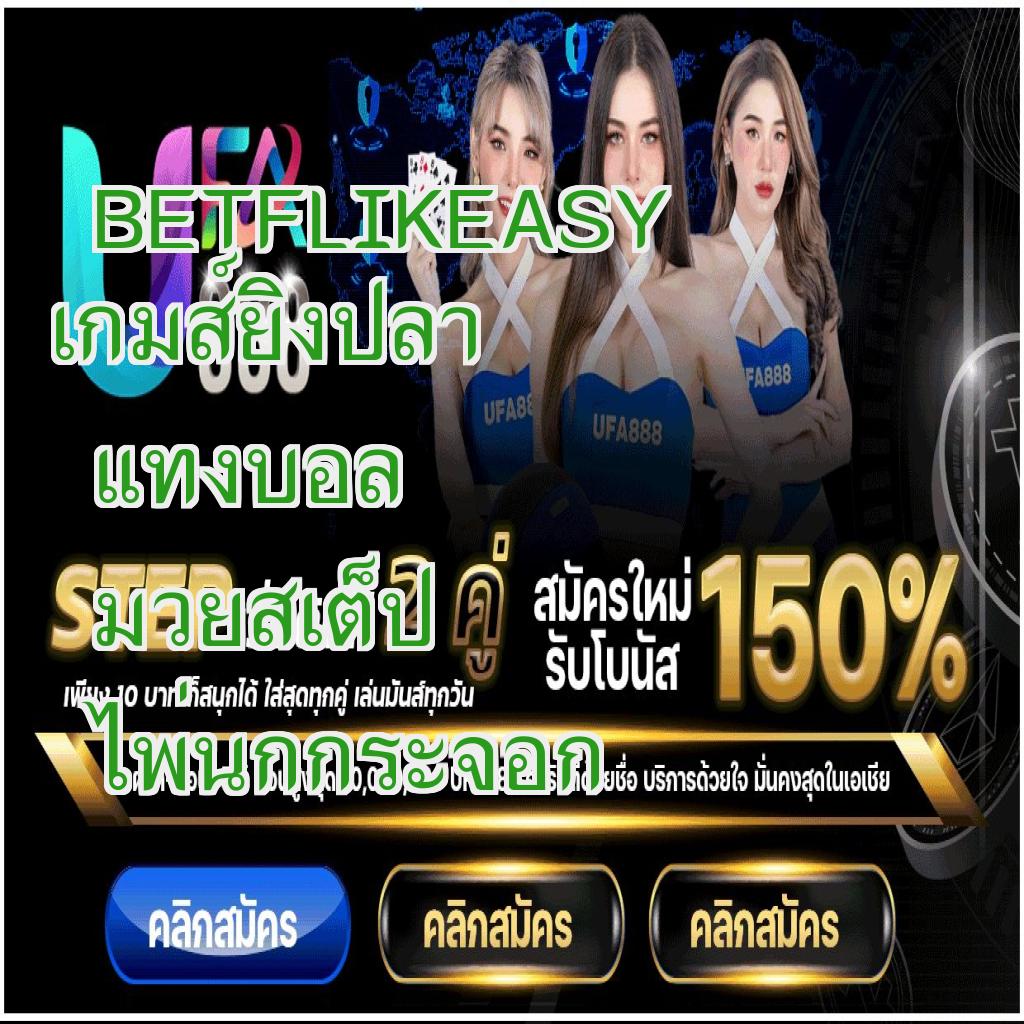 UFA
BETFLIKEASY
เกมส์ยิงปลา
UFA888
UFA888
แทงบอล
STEP 2 คู่
มวยสเต็ป
สมัครใหม่
รับโบนัส
150%
10 บาท ก็สนุกได้ ใส่สุดทุกคู่ เล่นมันส์ทุกวัน
ไพ่นกกระจอก
บริการด้วยใจ มั่นคงสุดในเอเชีย
คลิกสมัคร
คลิกสมัคร
คลิกสมัคร